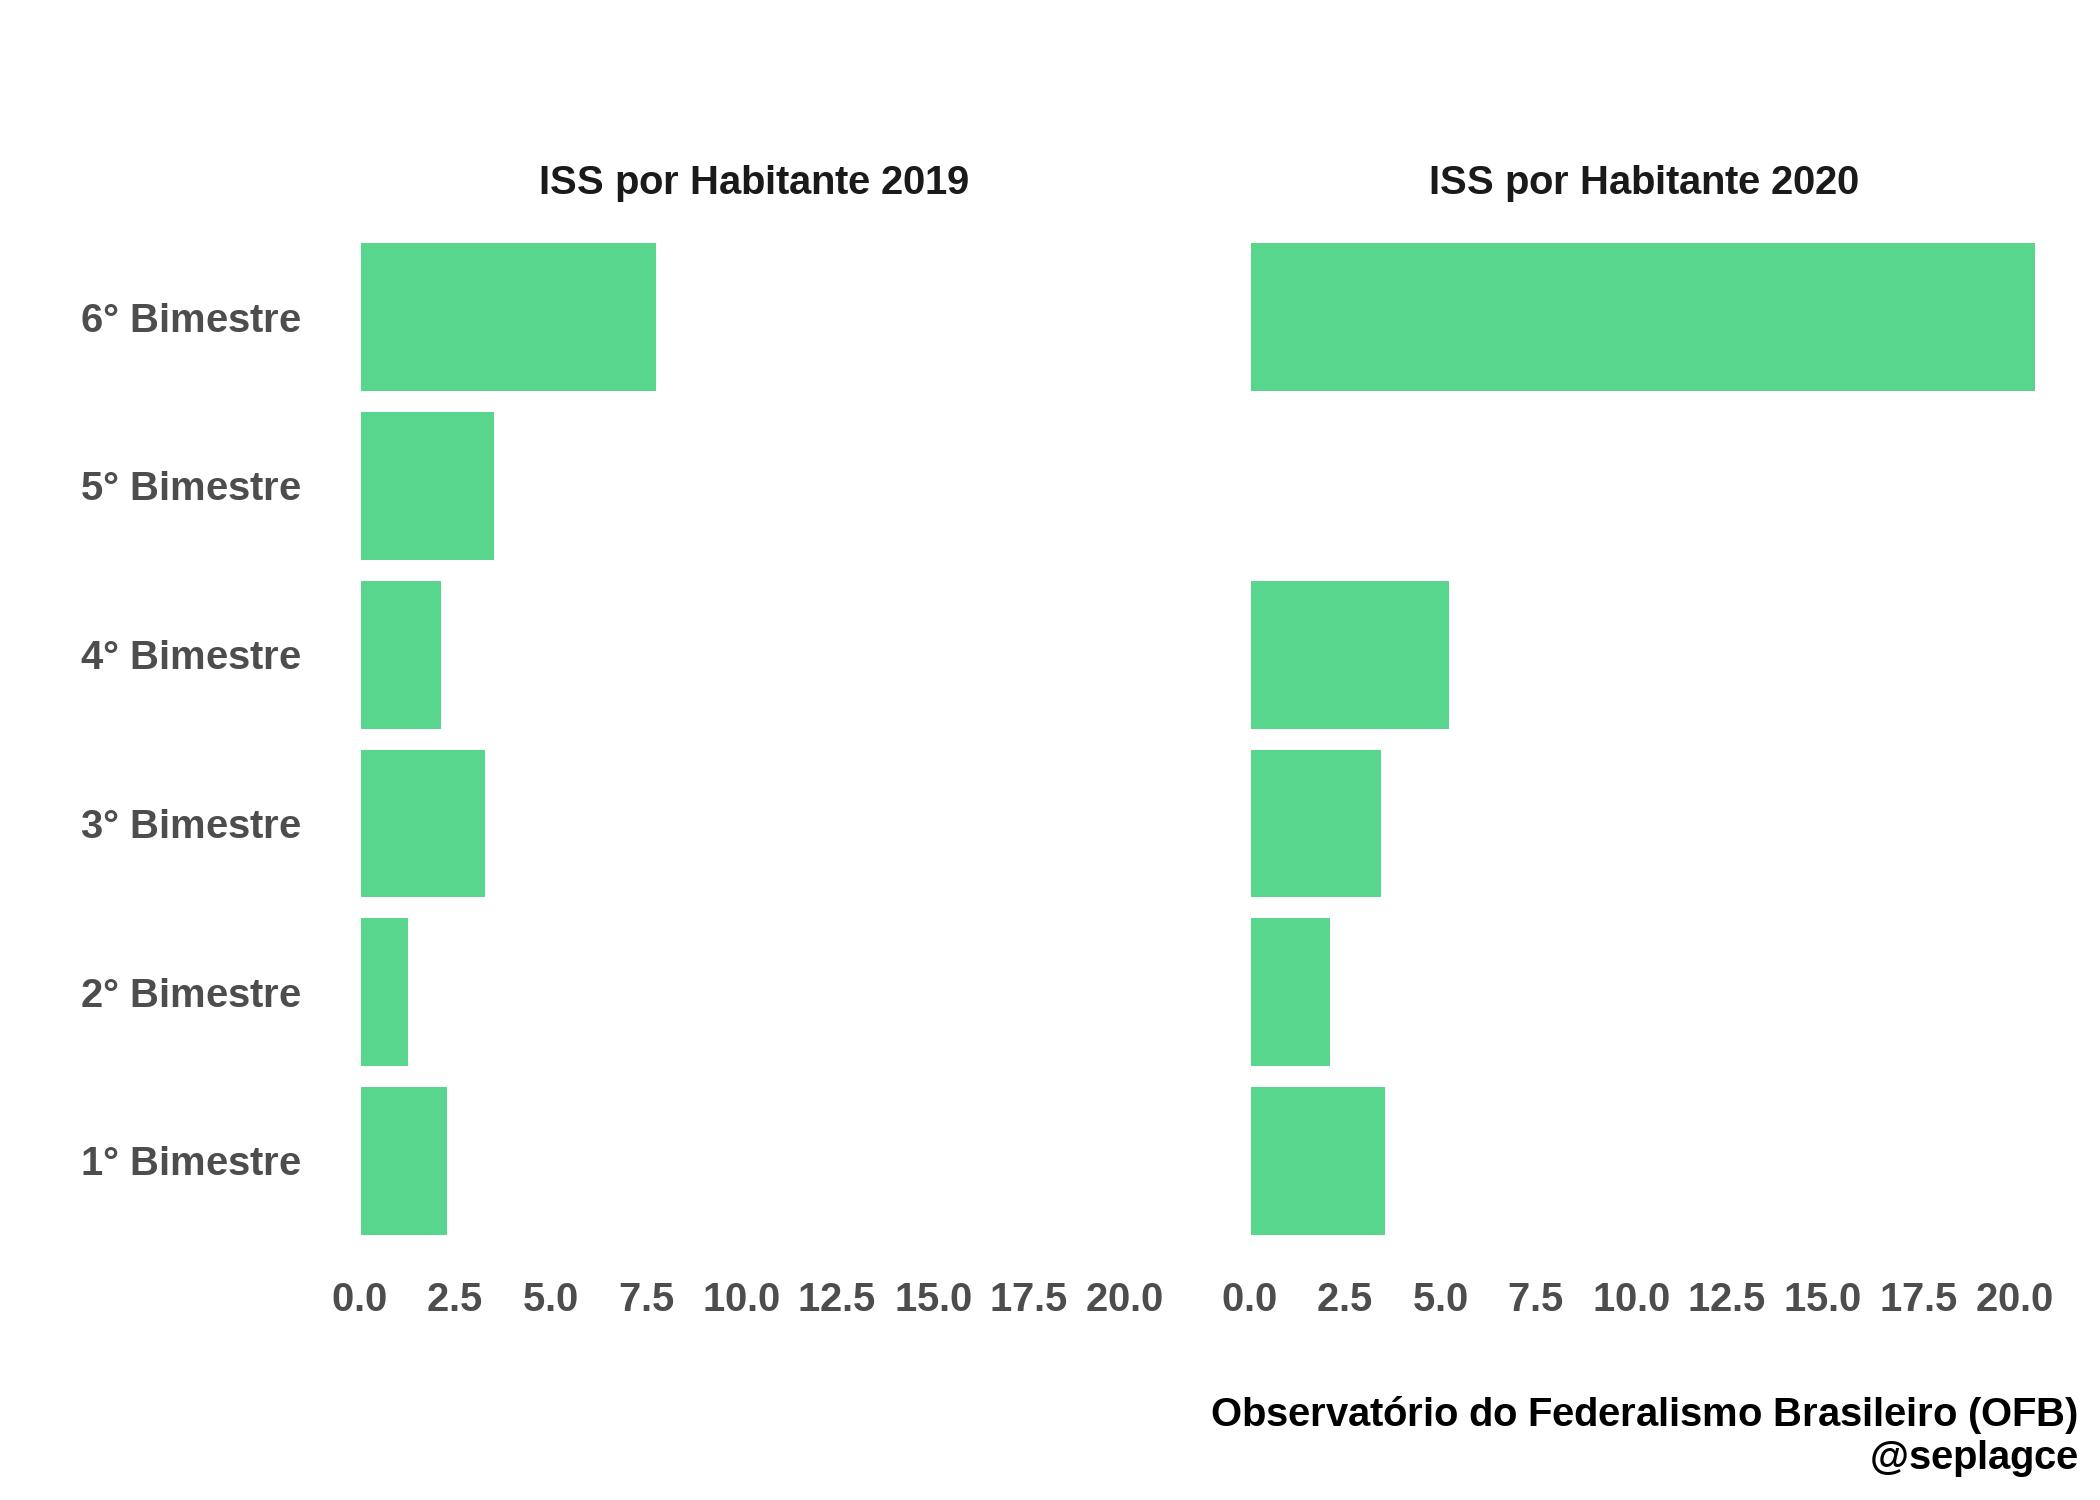 ISS por Habitante 2019
ISS por Habitante 2020
6° Bimestre
5° Bimestre
4° Bimestre
3° Bimestre
2° Bimestre
1° Bimestre
0.0 2.5 5.0 7.5 10.0 12.5 15.0 17.5 20.0
0.0 2.5 5.0 7.5 10.0 12.5 15.0 17.5 20.0
Observatório do Federalismo Brasileiro (OFB)
@seplagce